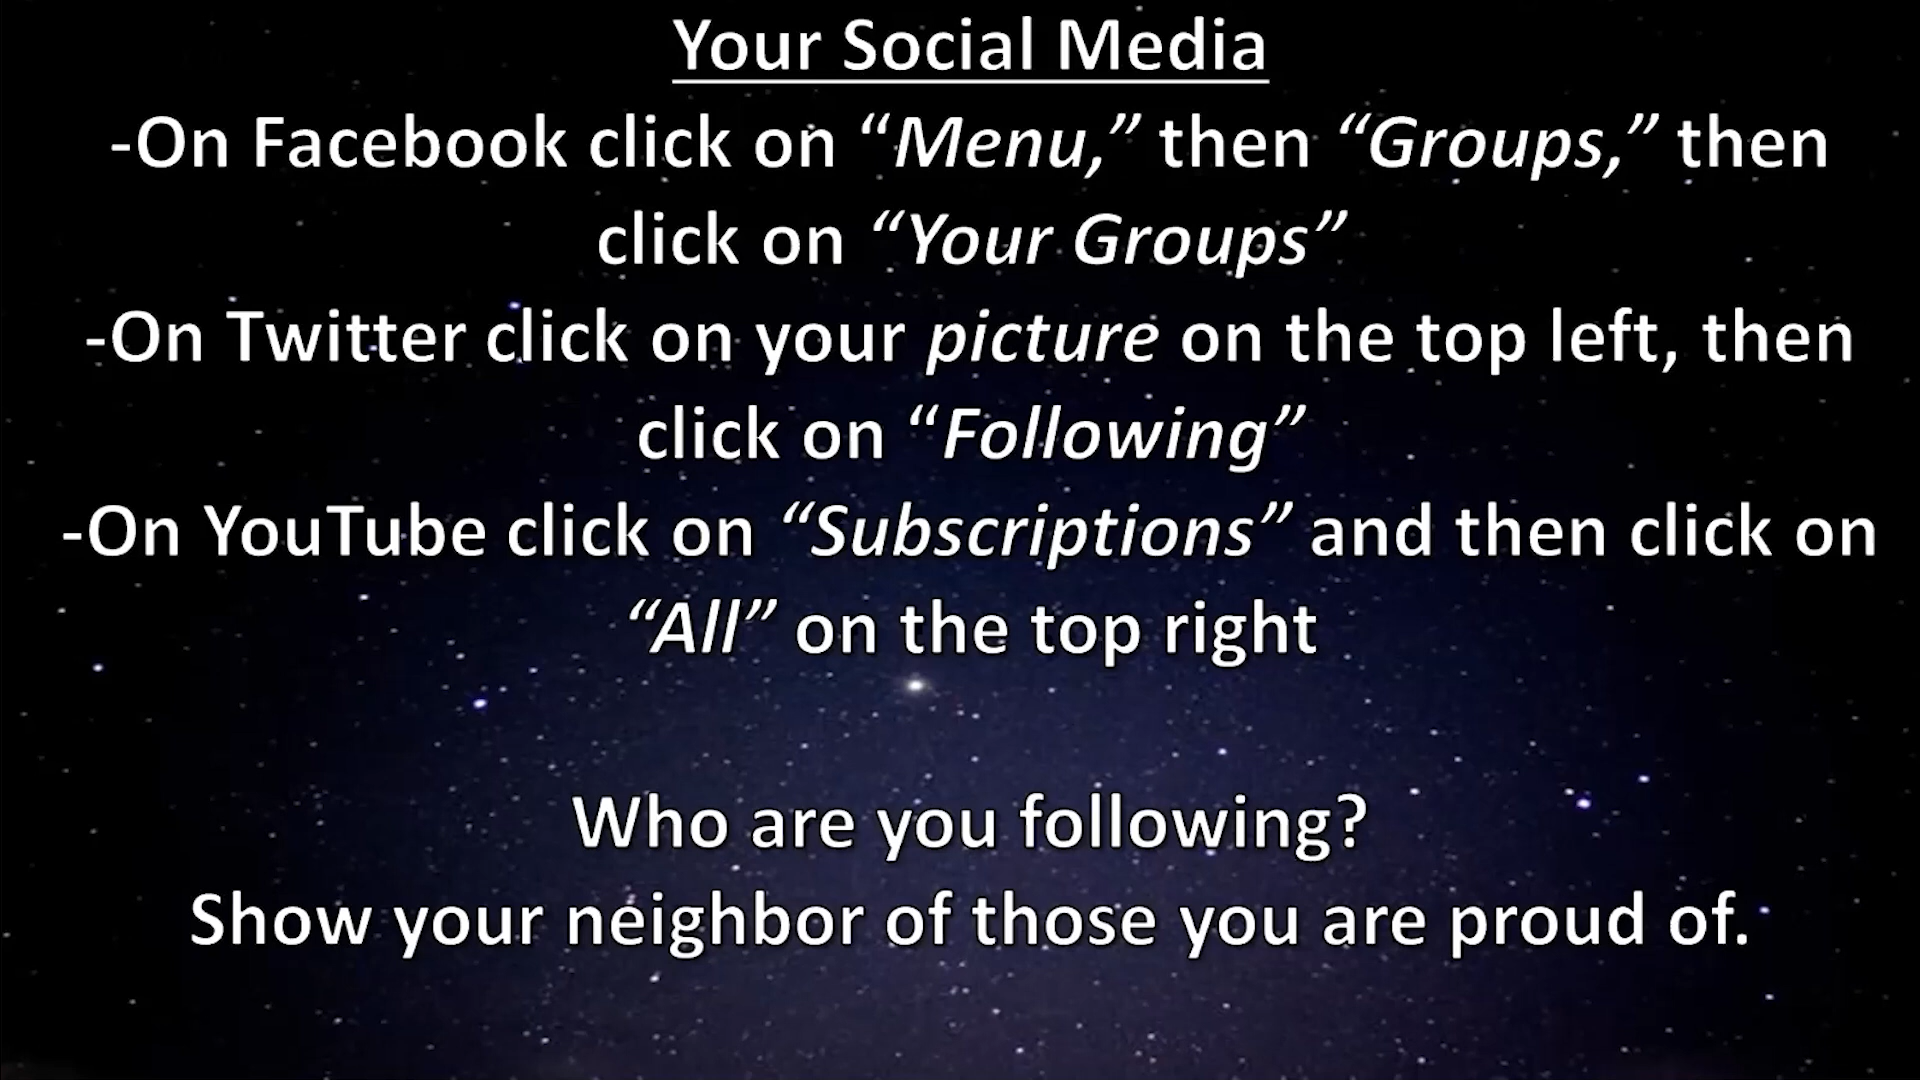 Your Social Media
-On Facebook click on “Menu,” then “Groups,” then
click on “Your Groups”
-On Twitter click on your picture on the top left, then
click on “Following”
-On YouTube click on “Subscriptions” and then click on
“All” on the top right
Who are you following?
Show your neighbor of those you are proud of.